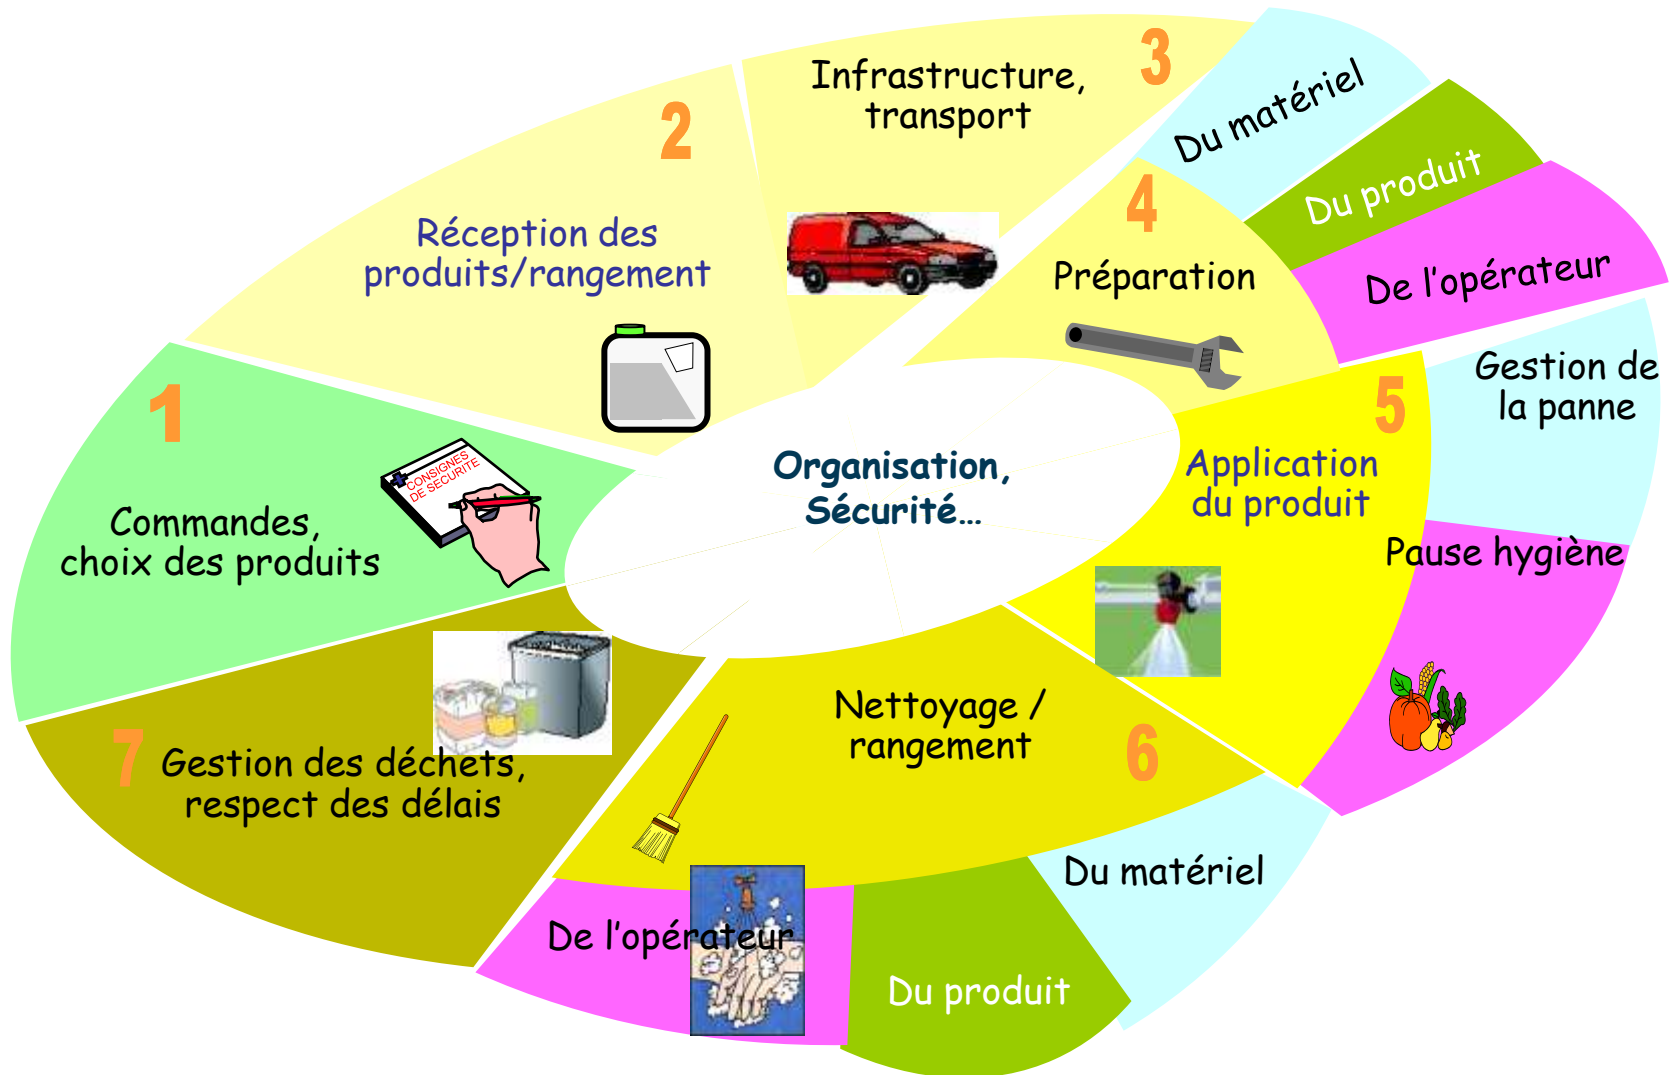 1
Commandes,
choix des produits
CONSIGNES
DE SECURITE
2
Réception des
produits/rangement
3
Infrastructure,
transport
4
Préparation
Du matériel
Du produit
De l'opérateur
5
Application
du produit
Gestion de
la panne
Pause hygiène
6
Nettoyage /
rangement
Du matériel
Du produit
De l'opérateur
7
Gestion des déchets,
respect des délais
Organisation,
Sécurité…